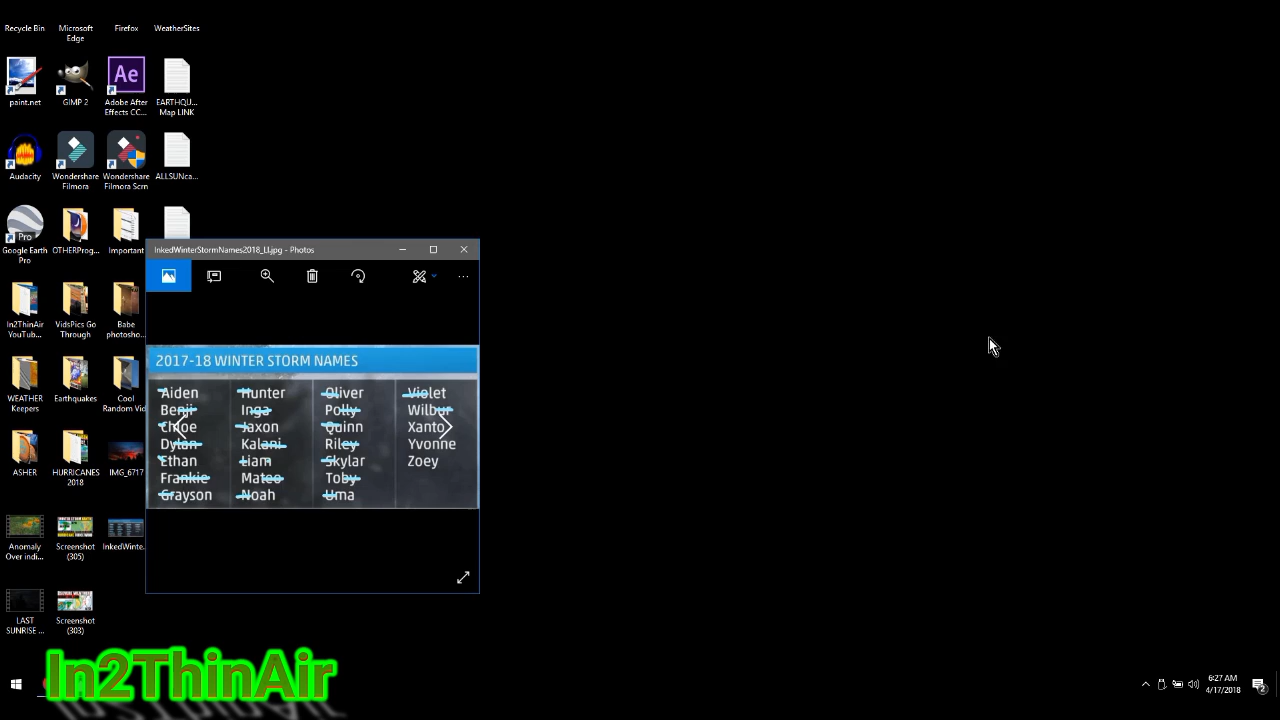 Recycle Bin
Microsoft
Edge
Firefox
WeatherSites
paint.net
GIMP 2
Adobe After
Effects CC...
EARTHQU...
Map LINK
Audacity
Wondershare
Filmora
Wondershare
Filmora Scrn
ALLSUNca...
Pro
Google Earth
Pro
OTHERProg...
Important
In2ThinAir
YouTub...
VidsPics Go
Through
Babe
photosho...
WEATHER
Keepers
Earthquakes
Cool
Random Vid
ASHER
HURRICANES
2018
IMG_6717
Anomaly
Over indi...
Screenshot
(305)
InkedWinte...
LAST
SUNRISE ...
Screenshot
(303)
InkedWinterStormNames2018_LI.jpg - Photos
2017-18 WINTER STORM NAMES
Aiden
Benji
Chloe
Dylan
Ethan
Frankie
Grayson
Hunter
Inga
Jaxon
Kalani
Liam
Mateo
Noah
Oliver
Polly
Quinn
Riley
Skylar
Toby
Uma
Violet
Wilbur
Xanto
Yvonne
Zoey
In2ThinAir
6:27 AM
4/17/2018
2